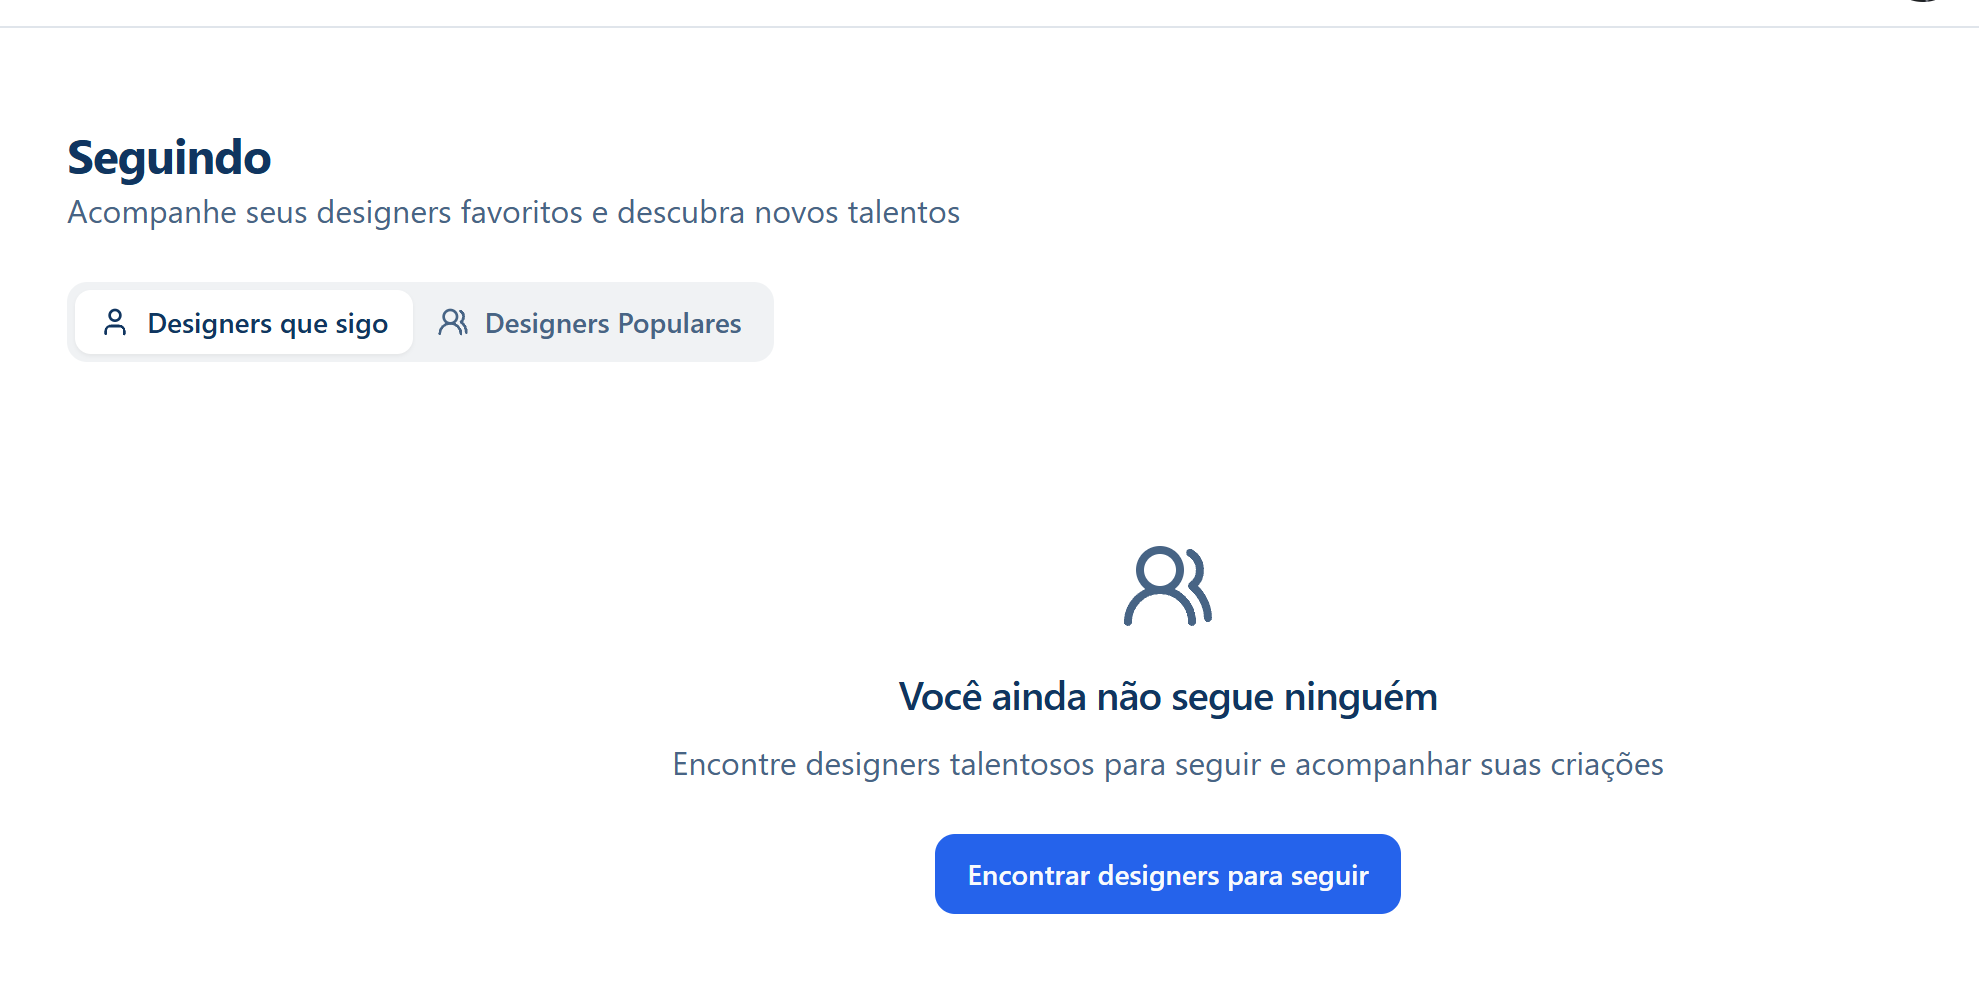 Seguindo
Acompanhe seus designers favoritos e descubra novos talentos
Designers que sigo
Designers Populares
Você ainda não segue ninguém
Encontre designers talentosos para seguir e acompanhar suas criações
Encontrar designers para seguir